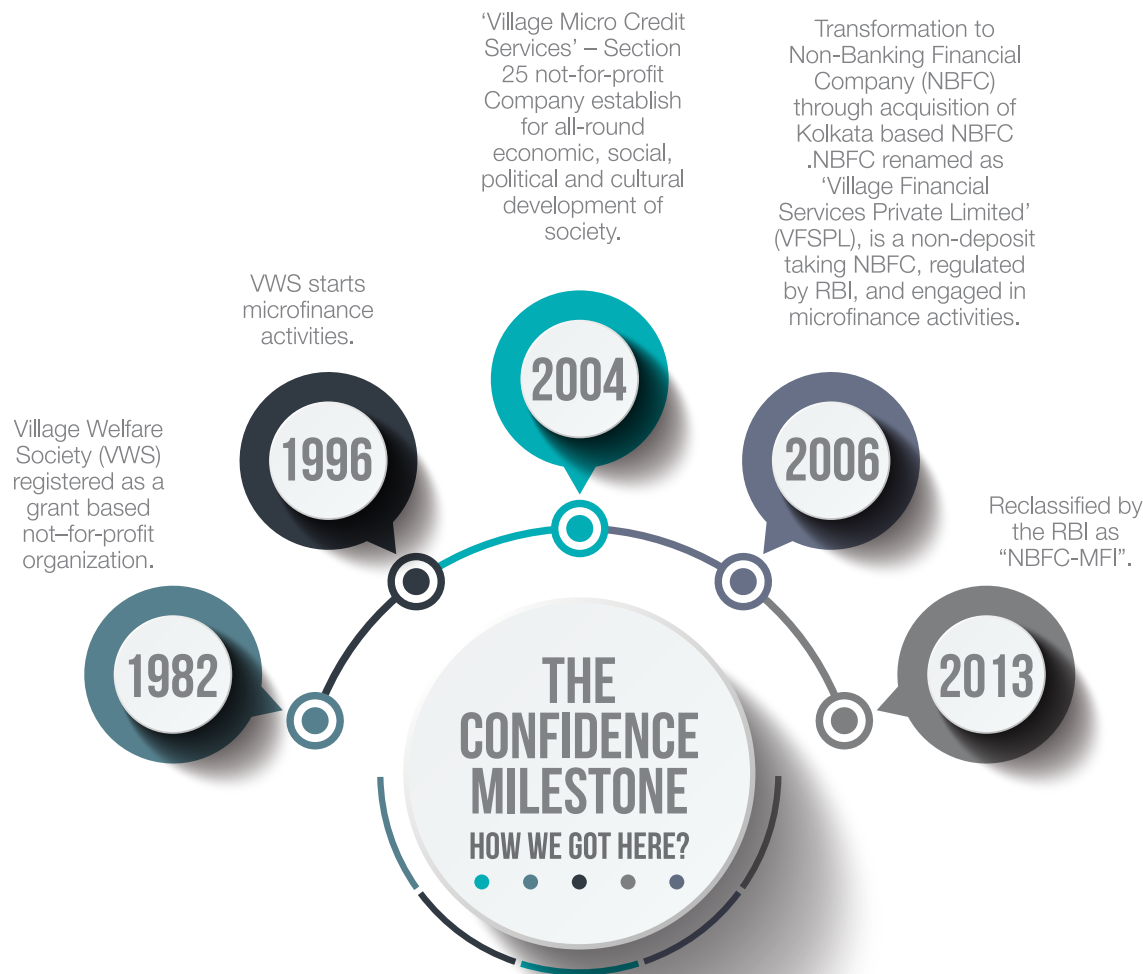 Village Welfare
Society (VWS)
registered as a
grant based
not–for-profit
organization.
1982
VWS starts
microfinance
activities.
1996
‘Village Micro Credit
Services’ – Section
25 not-for-profit
Company establish
for all-round
economic, social,
political and cultural
development of
society.
2004
Transformation to
Non-Banking Financial
Company (NBFC)
through acquisition of
Kolkata based NBFC
.NBFC renamed as
‘Village Financial
Services Private Limited’
(VFSPL), is a non-deposit
taking NBFC, regulated
by RBI, and engaged in
microfinance activities.
2006
Reclassified by
the RBI as
“NBFC-MFI”.
2013
THE
CONFIDENCE
MILESTONE
HOW WE GOT HERE?